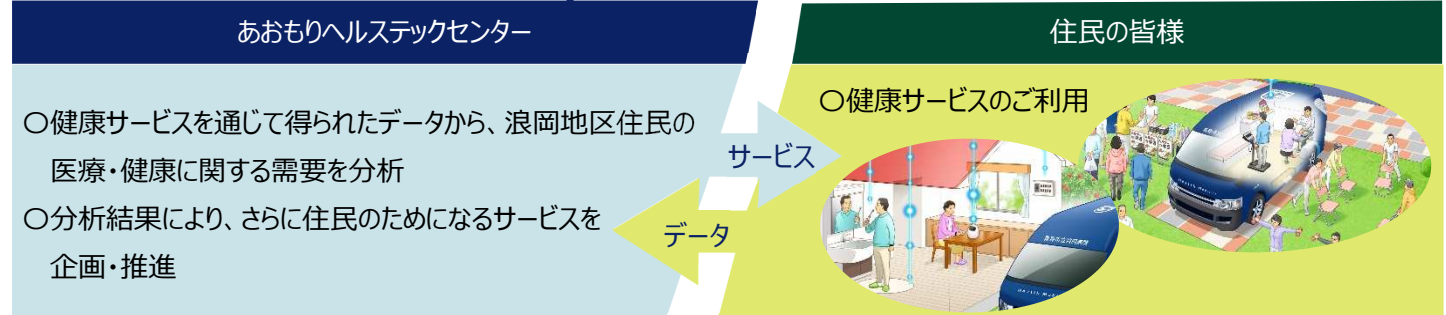 あおもりヘルステックセンター
〇健康サービスを通じて得られたデータから、浪岡地区住民の
医療・健康に関する需要を分析
〇分析結果により、さらに住民のためになるサービスを
企画・推進
サービス
データ
住民の皆様
〇健康サービスのご利用